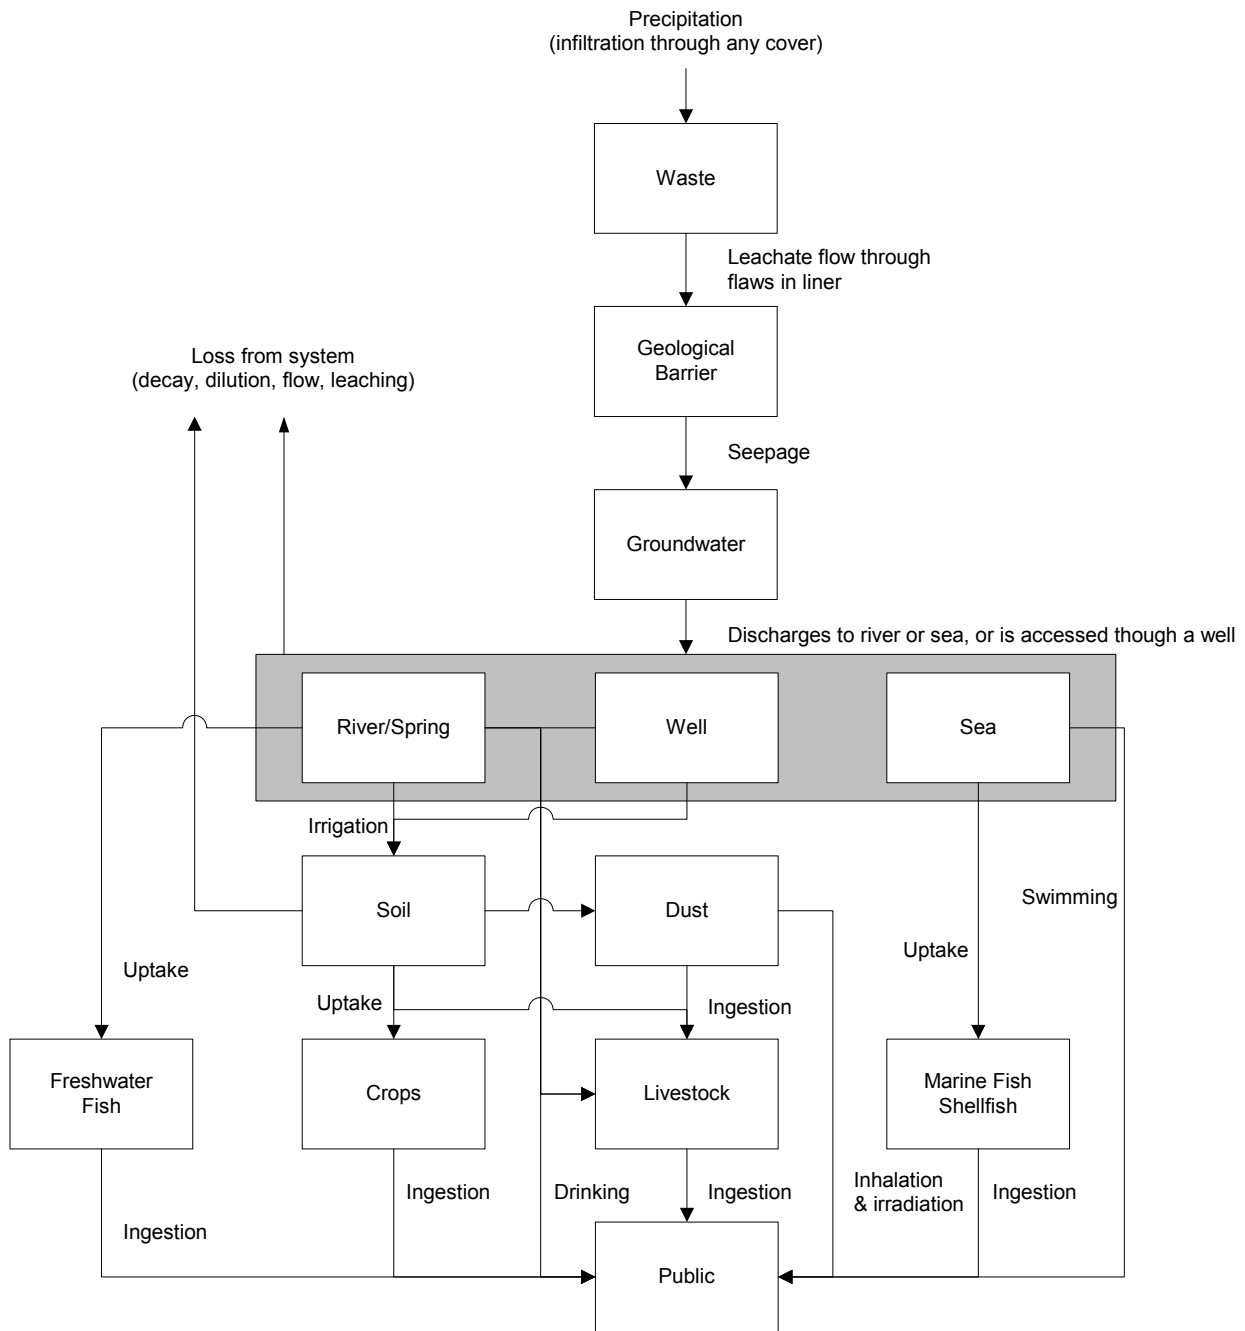 Precipitation
(infiltration through any cover)
Waste
Leachate flow through
flaws in liner
Geological
Barrier
Loss from system
(decay, dilution, flow, leaching)
Seepage
Groundwater
Discharges to river or sea, or is accessed though a well
River/Spring
Well
Sea
Irrigation
Soil
Dust
Swimming
Uptake
Uptake
Ingestion
Uptake
Freshwater
Fish
Crops
Livestock
Marine Fish
Shellfish
Ingestion
Ingestion
Drinking
Ingestion
Inhalation
& irradiation
Ingestion
Public